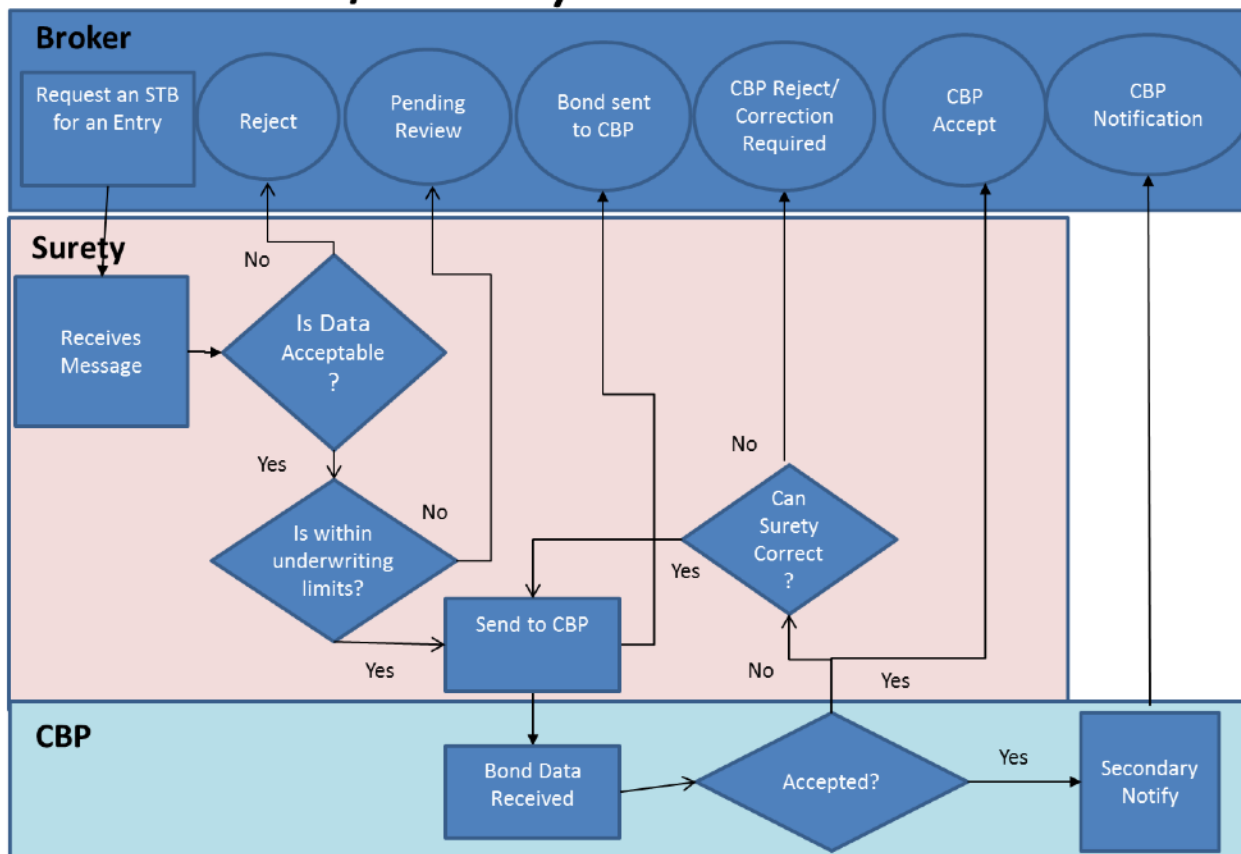 Broker
Request an STB
for an Entry
Reject
Pending
Review
Bond sent
to CBP
CBP Reject/
Correction
Required
CBP
Accept
CBP
Notification
Surety
No
Receives
Message
Is Data
Acceptable
?
Yes
No
Is within
underwriting
limits?
Yes
Send to CBP
No
Can
Surety
Correct
?
Yes
No
Yes
CBP
Bond Data
Received
Accepted?
Yes
Secondary
Notify